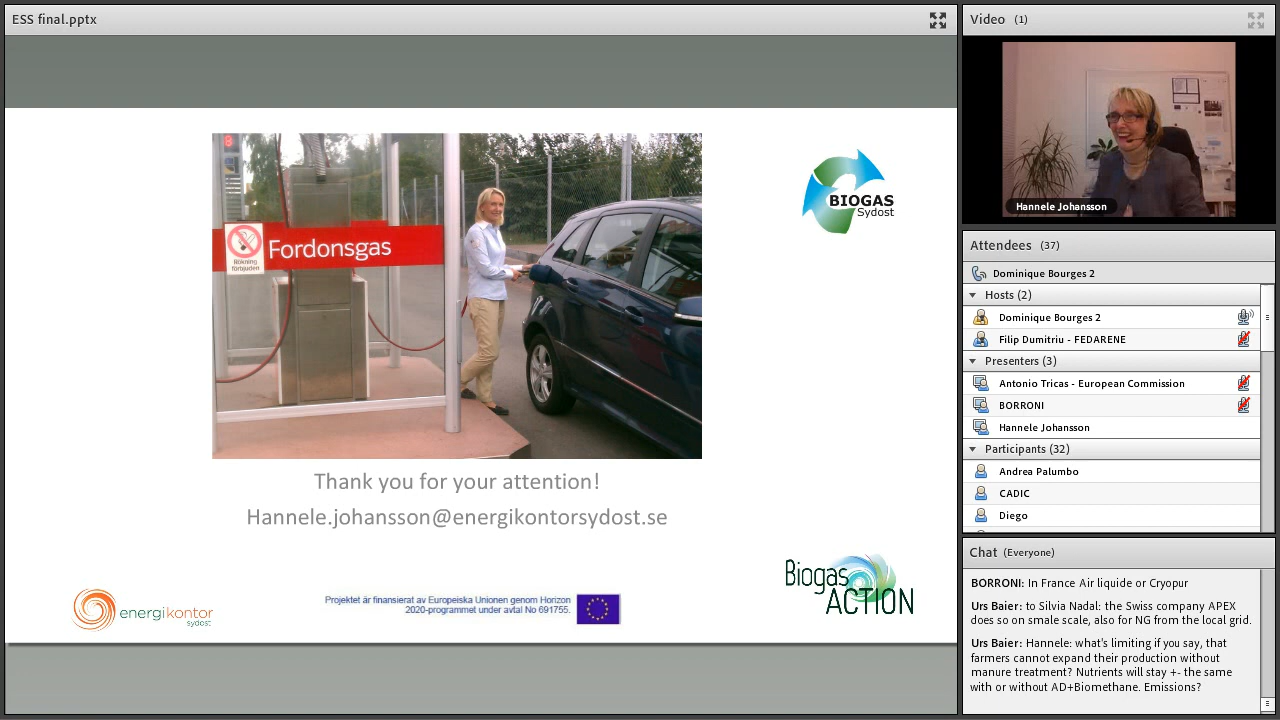 ESS final.pptx
Rökning
förbjuden
Fordonsgas
BIOGAS
Sydost
Thank you for your attention!
Hannele.johansson@energikontorsydost.se
energikontor
sydost
Projektet är finansierat av Europeiska Unionen genom Horizon
2020-programmet under avtal No 691755.
Biogas
ACTION
Video (1)
Hannele Johansson
Attendees (37)
Dominique Bourges 2
Hosts (2)
Dominique Bourges 2
Filip Dumitriu - FEDARENE
Presenters (3)
Antonio Tricas - European Commission
BORRONI
Hannele Johansson
Participants (32)
Andrea Palumbo
CADIC
Diego
Chat (Everyone)
BORRONI: In France Air liquide or Cryopur
Urs Baier: to Silvia Nadal: the Swiss company APEX
does so on smale scale, also for NG from the local grid.
Urs Baier: Hannele: what's limiting if you say, that
farmers cannot expand their production without
manure treatment? Nutrients will stay +- the same
with or without AD+Biomethane. Emissions?